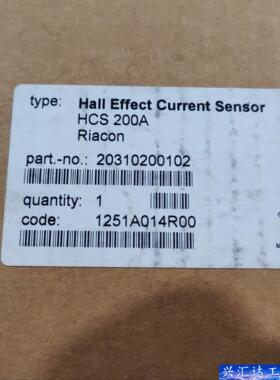 type: Hall Effect Current Sensor
HCS 200A
Riacon
part.-no.: 20310200102
quantity: 1
code: 1251A014R00
兴汇达工